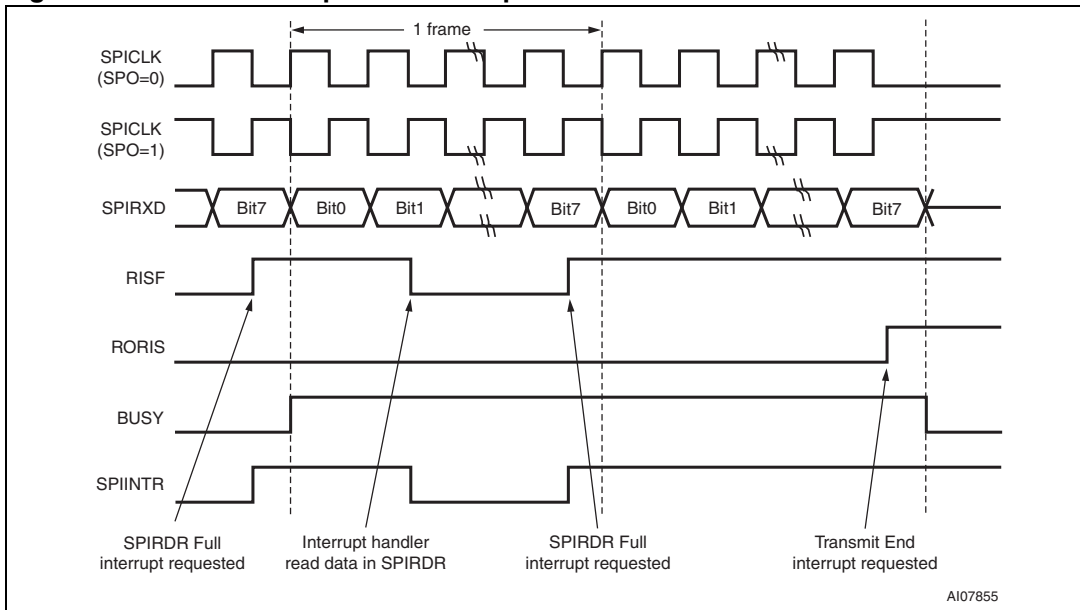 1 frame
SPICLK
(SPO=0)
SPICLK
(SPO=1)
SPIRXD
Bit7
Bit0
Bit1
Bit7
Bit0
Bit1
Bit7
RISF
RORIS
BUSY
SPIINTR
SPIRDR Full
interrupt requested
Interrupt handler
read data in SPIRDR
SPIRDR Full
interrupt requested
Transmit End
interrupt requested
AI07855